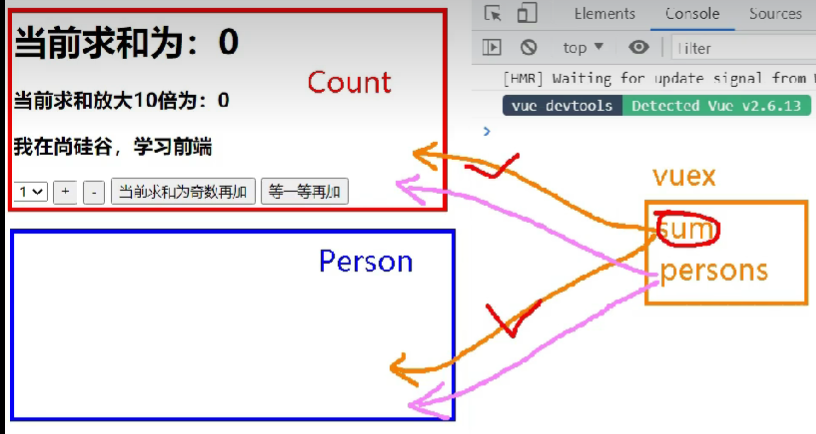 当前求和为：0
Count
当前求和放大10倍为：0
我在尚硅谷，学习前端
1 + - 当前求和为奇数再加 等一等再加
Person
Elements Console Sources
top Filter
[HMR] Waiting for update signal from
vue devtools Detected Vue v2.6.13
vuex
sum
persons